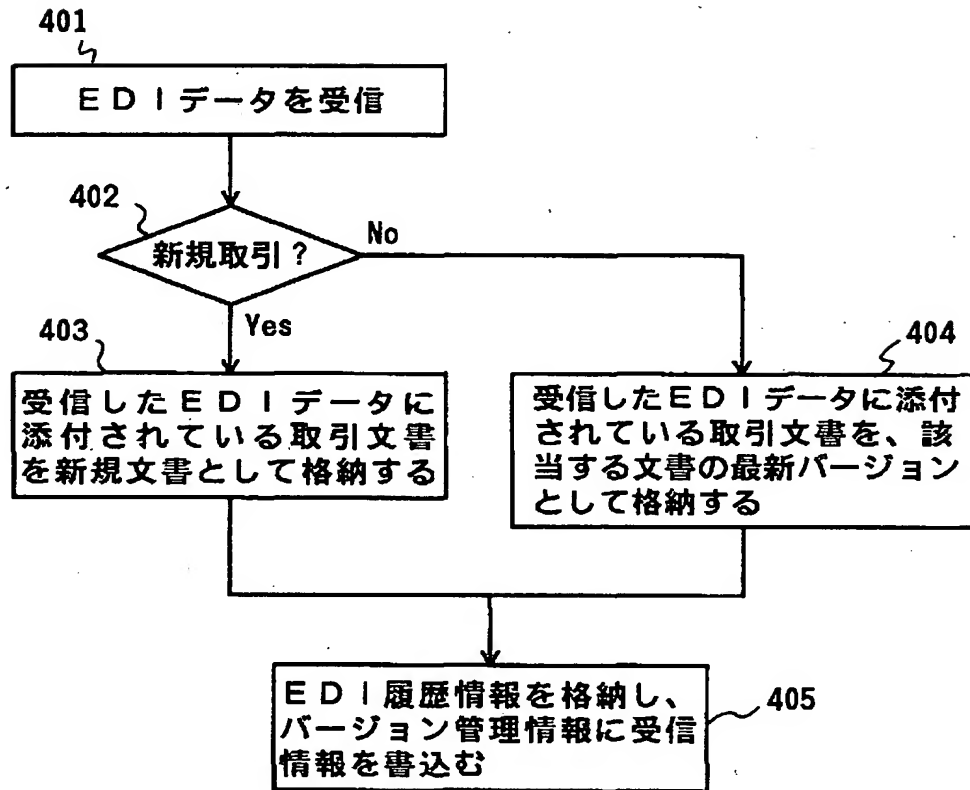 401
EDIデータを受信
402
新規取引?
No
Yes
403
受信したEDIデータに
添付されている取引文書
を新規文書として格納する
404
受信したEDIデータに添付
されている取引文書を、該
当する文書の最新バージョン
として格納する
EDI履歴情報を格納し、
バージョン管理情報に受信
情報を書込む
405